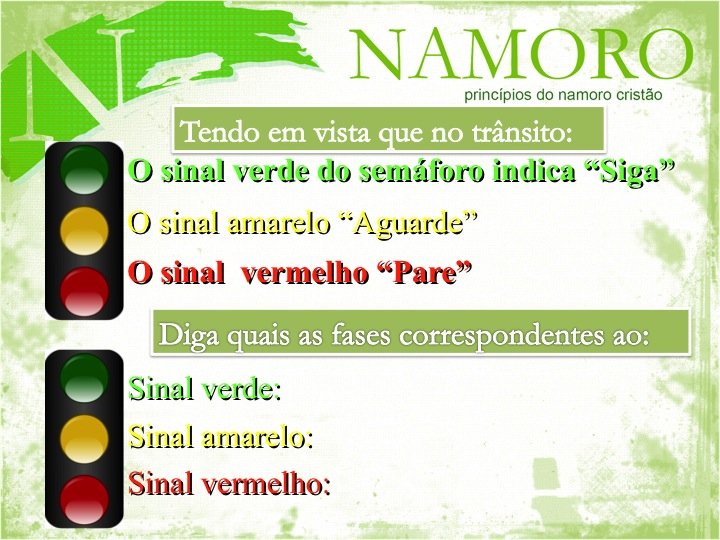 N
NAMORO
princípios do namoro cristão
Tendo em vista que no trânsito:
O sinal verde do semáforo indica “Siga”
O sinal amarelo “Aguarde”
O sinal  vermelho “Pare”
Diga quais as fases correspondentes ao:
Sinal verde:
Sinal amarelo:
Sinal vermelho: